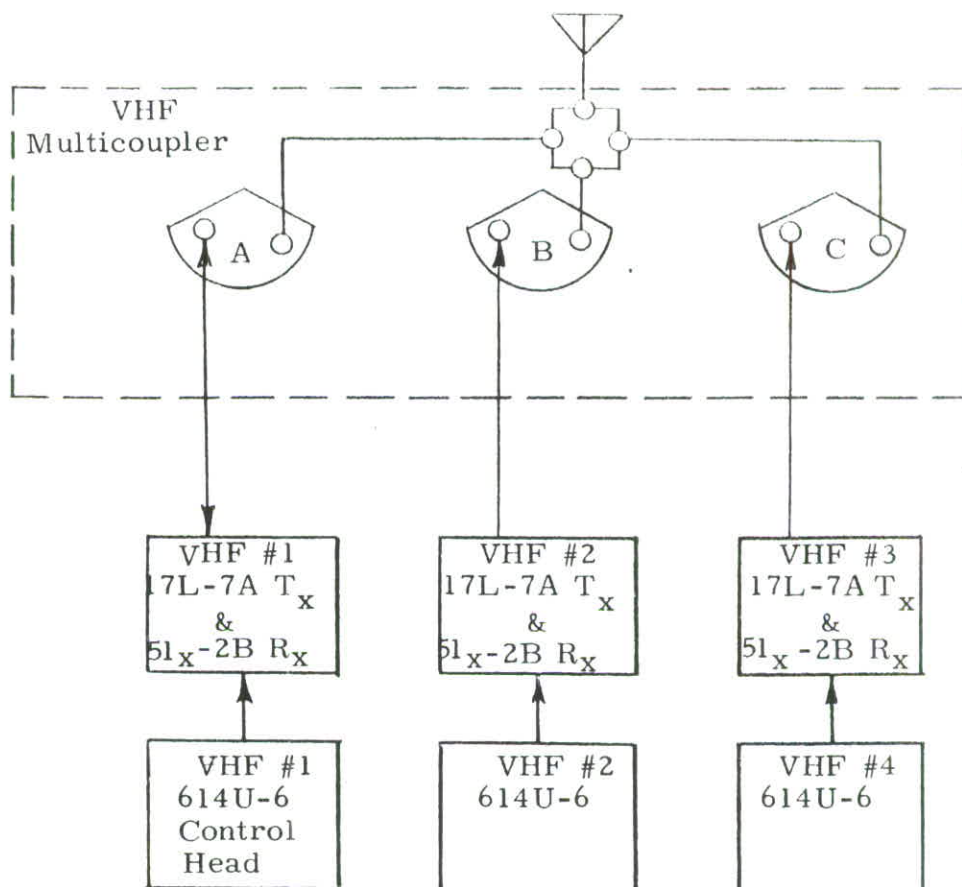 VHF
Multicoupler
A
B
C
VHF #1
17L-7A Tx
&
51x-2B Rx
VHF #2
17L-7A Tx
&
51x-2B Rx
VHF #3
17L-7A Tx
&
51x-2B Rx
VHF #1
614U-6
Control
Head
VHF #2
614U-6
VHF #4
614U-6